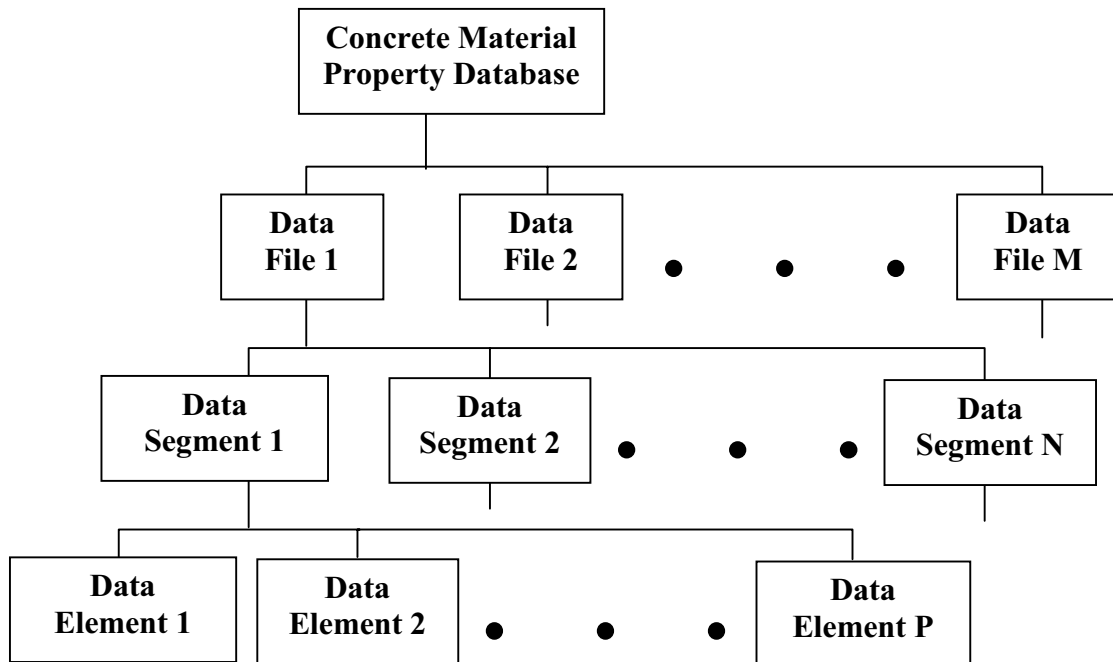 Concrete Material
Property Database
Data
File 1
Data
File 2
Data
File M
Data
Segment 1
Data
Segment 2
Data
Segment N
Data
Element 1
Data
Element 2
Data
Element P